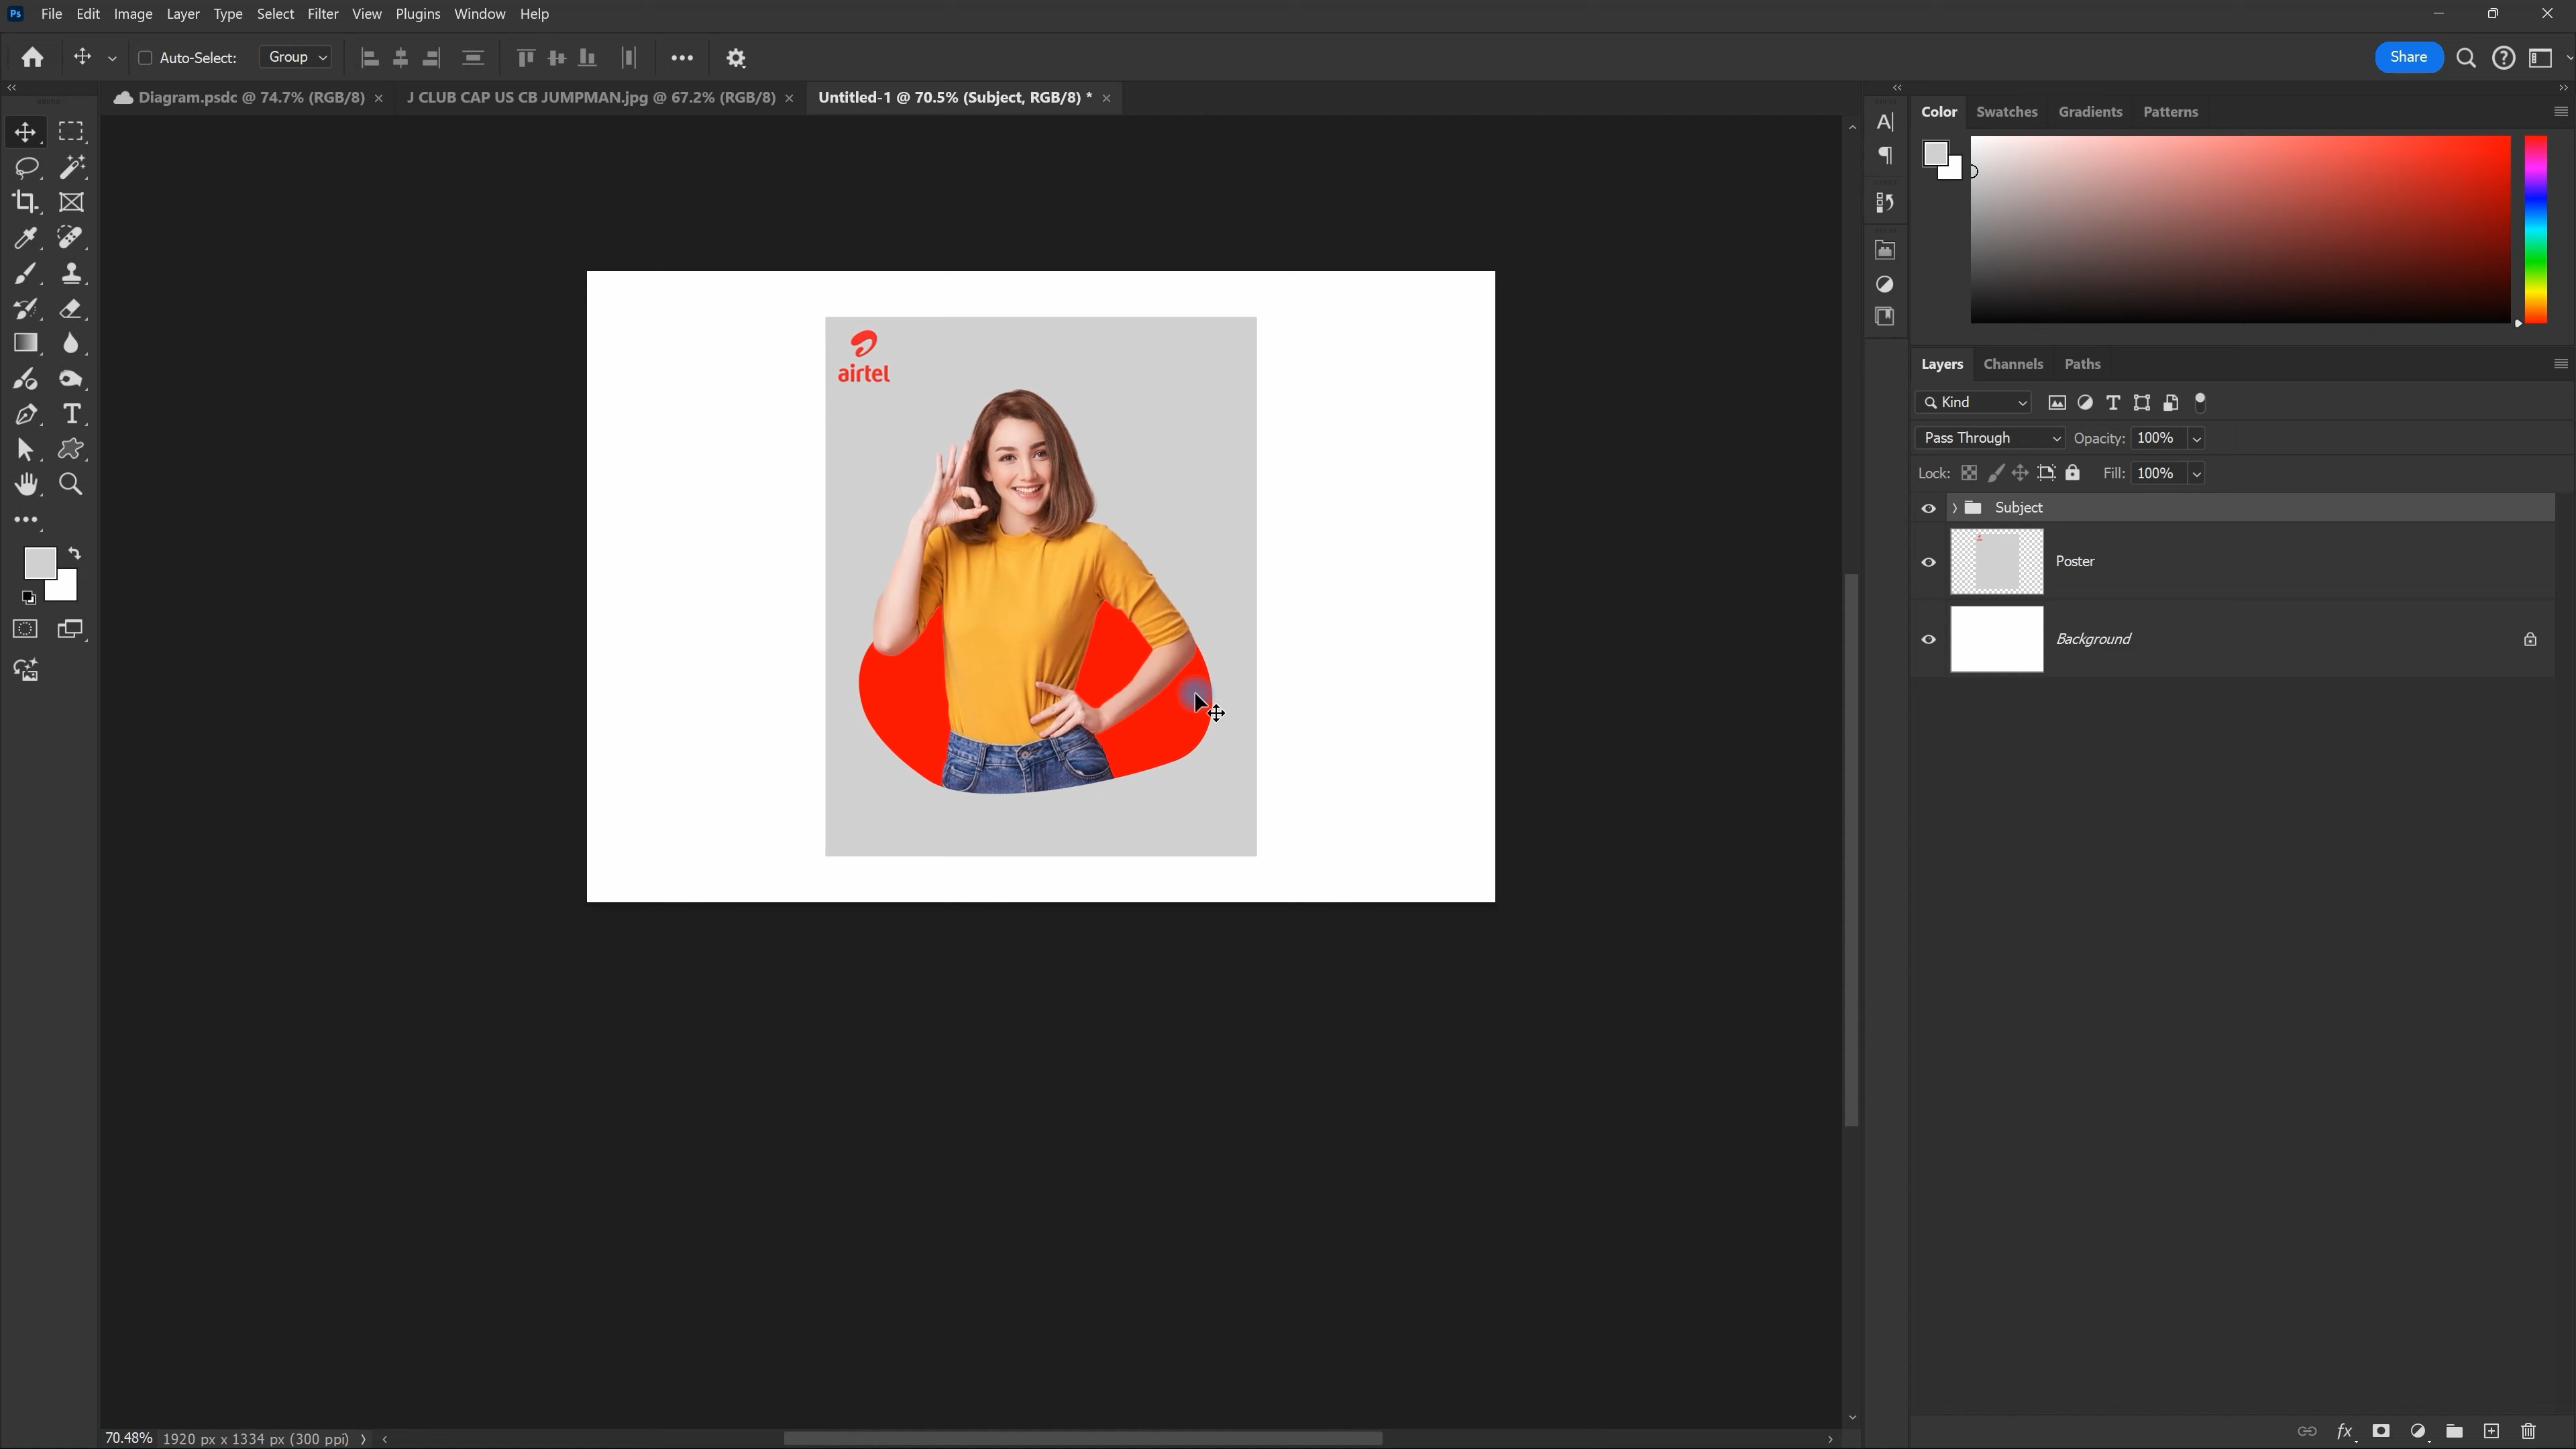 Ps File Edit Image Layer Type Select Filter View Plugins Window Help
Auto-Select: Group Share
Diagram.psdc @ 74.7% (RGB/8) × J CLUB CAP US CB JUMPMAN.jpg @ 67.2% (RGB/8) × Untitled-1 @ 70.5% (Subject, RGB/8) * ×
Color Swatches Gradients Patterns
airtel
Layers Channels Paths
Kind
Pass Through Opacity: 100%
Lock: Fill: 100%
Subject
Poster
Background
70.48% 1920 px x 1334 px (300 ppi)
fx